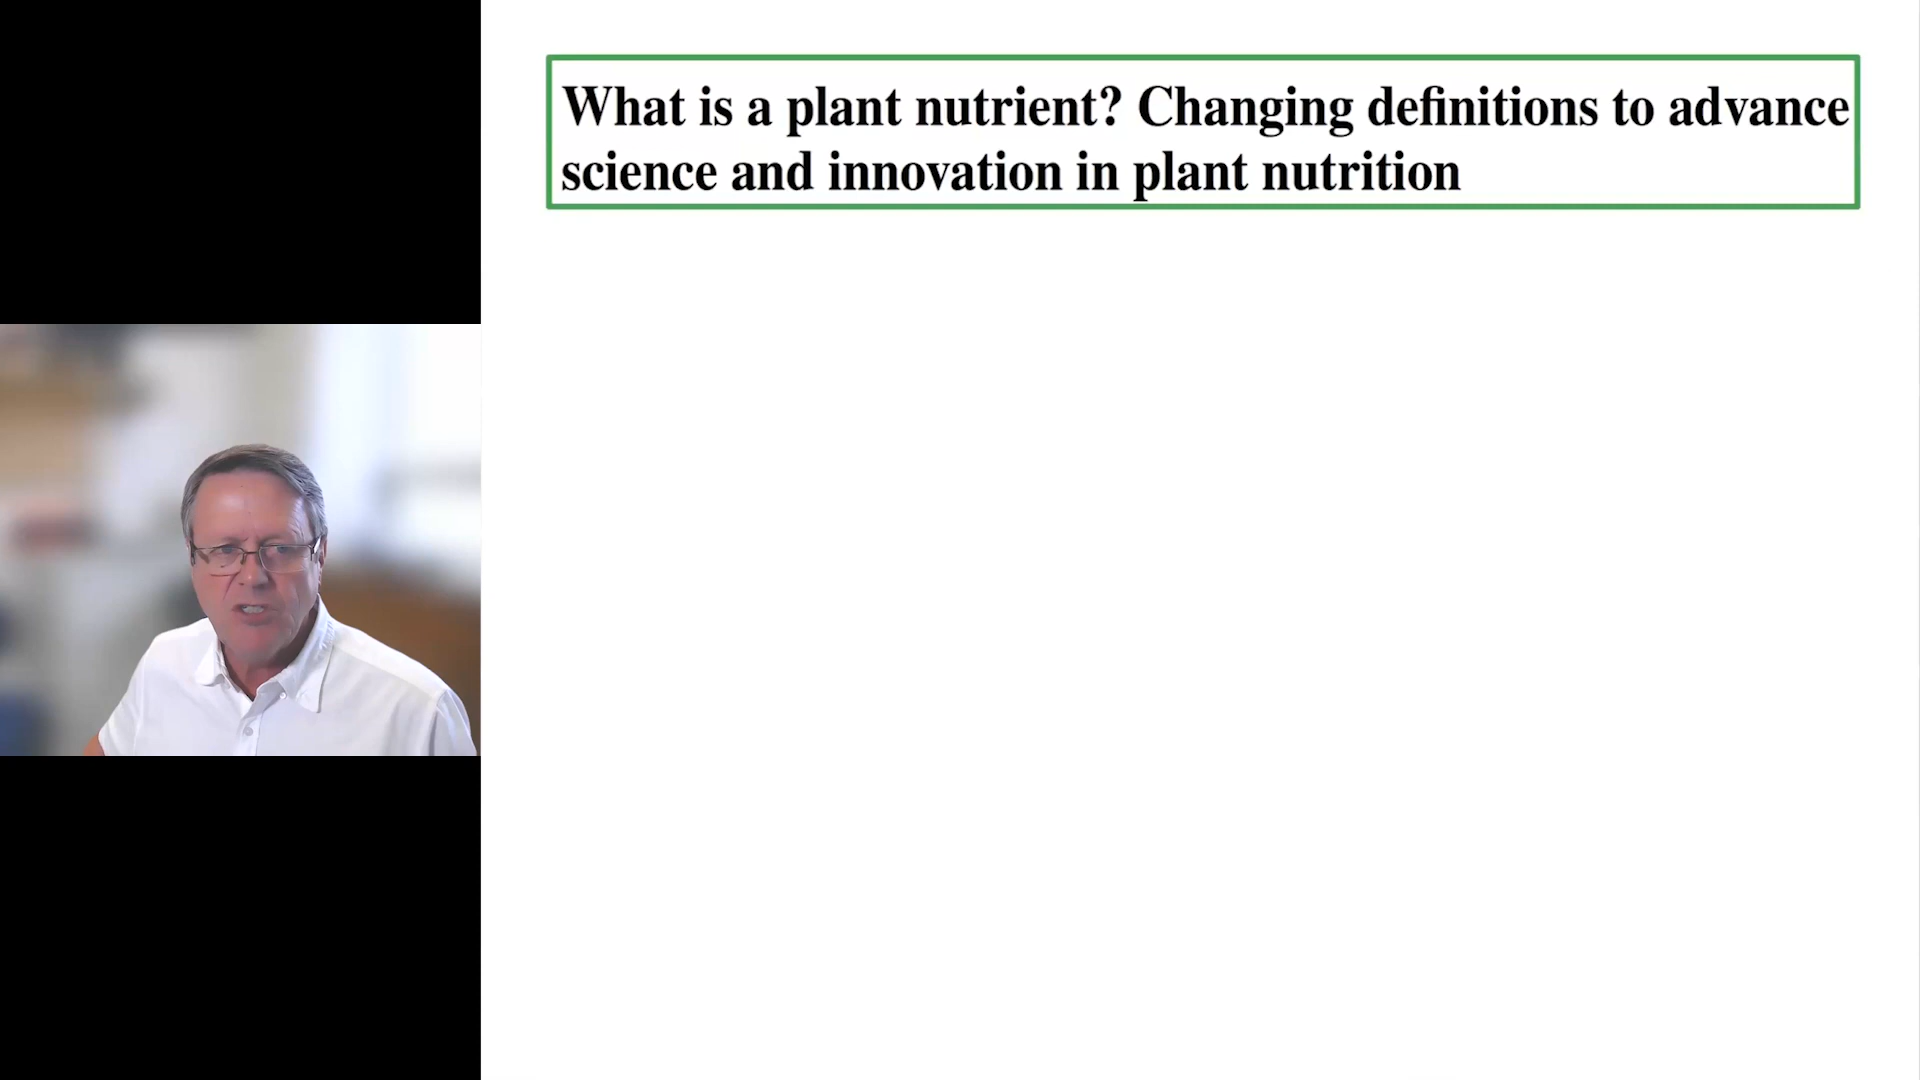 What is a plant nutrient? Changing definitions to advance
science and innovation in plant nutrition